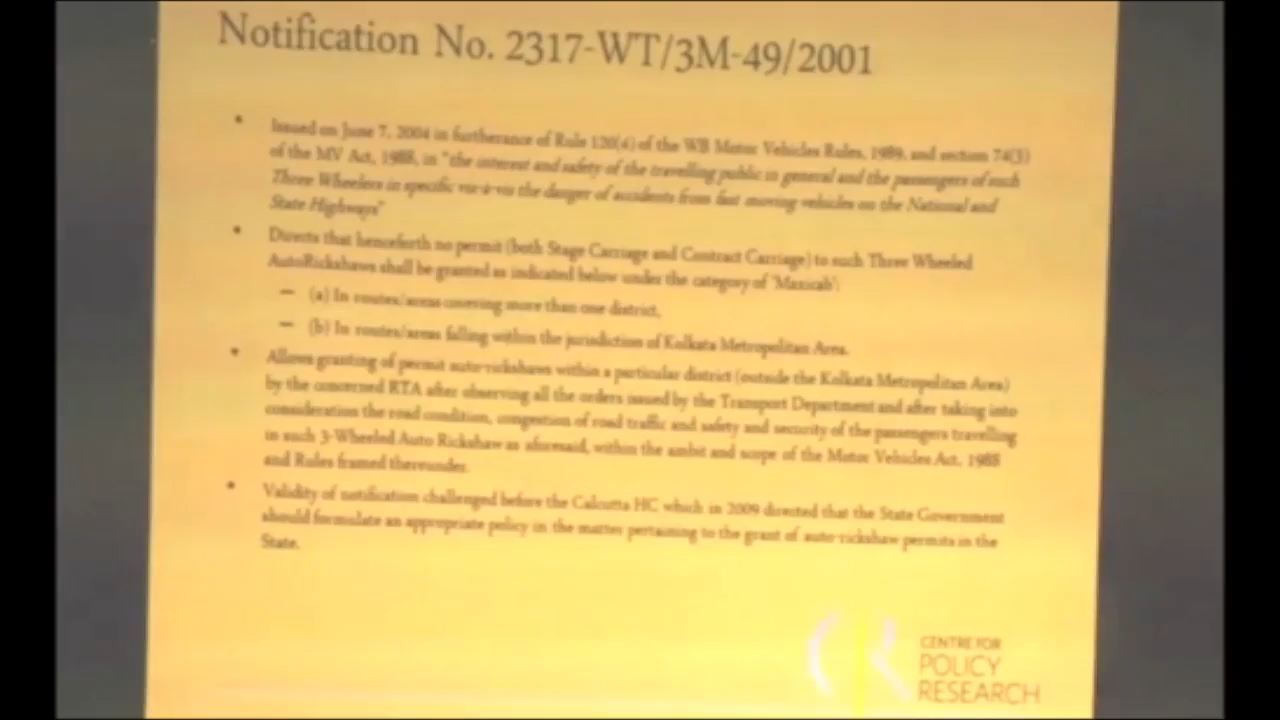 Notification No. 2317-WT/3M-49/2001
• Issued on June 7, 2004 in furtherance of Rule 120(4) of the WB Motor Vehicles Rules, 1989, and section 74(3)
of the MV Act, 1988, in "the interest and safety of the travelling public in general and the passengers of such
Three Wheelers in specific vis-à-vis the danger of accidents from fast moving vehicles on the National and
State Highways"
• Directs that henceforth no permit (both Stage Carriage and Contract Carriage) to such Three Wheeled
AutoRickshaws shall be granted as indicated below under the category of 'Maxicab':
– (a) In routes/areas covering more than one district,
– (b) In routes/areas falling within the jurisdiction of Kolkata Metropolitan Area.
• Allows granting of permit auto-rickshaws within a particular district (outside the Kolkata Metropolitan Area)
by the concerned RTA after observing all the orders issued by the Transport Department and after taking into
consideration the road condition, congestion of road traffic and safety and security of the passengers travelling
in such 3-Wheeled Auto Rickshaw as aforesaid, within the ambit and scope of the Motor Vehicles Act, 1988
and Rules framed thereunder.
• Validity of notification challenged before the Calcutta HC which in 2009 directed that the State Government
should formulate an appropriate policy in the matter pertaining to the grant of auto-rickshaw permits in the
State.
CENTRE FOR
POLICY
RESEARCH